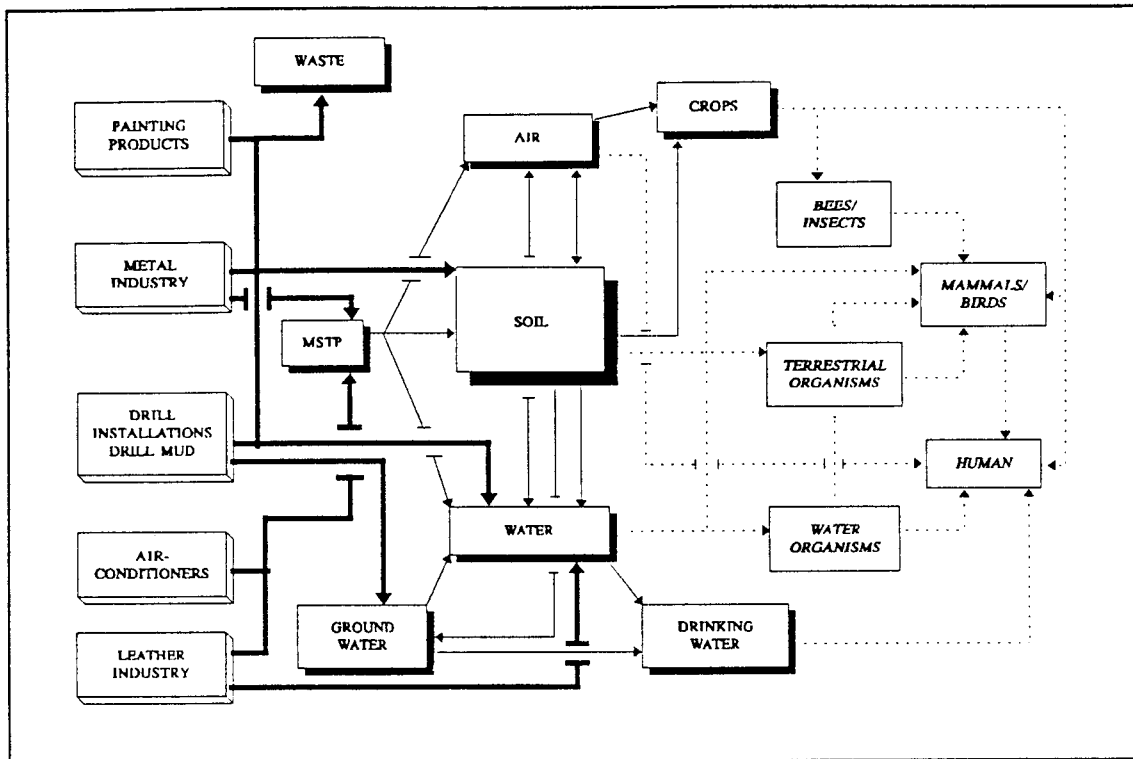 WASTE
PAINTING
PRODUCTS
CROPS
AIR
BEES/
INSECTS
METAL
INDUSTRY
MAMMALS/
BIRDS
SOIL
MSTP
TERRESTRIAL
ORGANISMS
DRILL
INSTALLATIONS
DRILL MUD
HUMAN
WATER
WATER
ORGANISMS
AIR-
CONDITIONERS
GROUND
WATER
DRINKING
WATER
LEATHER
INDUSTRY